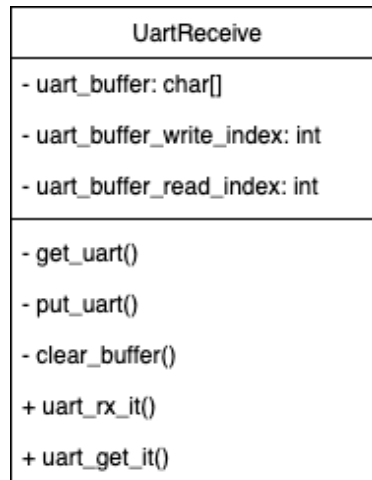 UartReceive
- uart_buffer: char[]
- uart_buffer_write_index: int
- uart_buffer_read_index: int
- get_uart()
- put_uart()
- clear_buffer()
+ uart_rx_it()
+ uart_get_it()